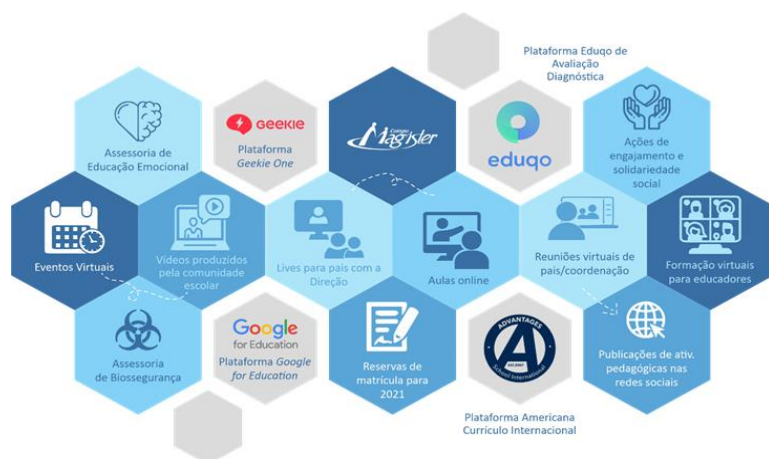 Plataforma Eduqo de
Avaliação
Diagnóstica
Assessoria de
Educação Emocional
GEEKIE
Plataforma
Geekie One
Colégio
Magister
eduqo
Ações de
engajamento e
solidariedade
social
Eventos Virtuais
Vídeos produzidos
pela comunidade
escolar
Lives para pais com a
Direção
Aulas online
Reuniões virtuais de
pais/coordenação
Formação virtuais
para educadores
Assessoria
de Biossegurança
Google
for Education
Plataforma Google
for Education
Reservas de
matrícula para
2021
ADVANTAGES
A
School International
Publicações de ativ.
pedagógicas nas
redes sociais
Plataforma Americana
Currículo Internacional